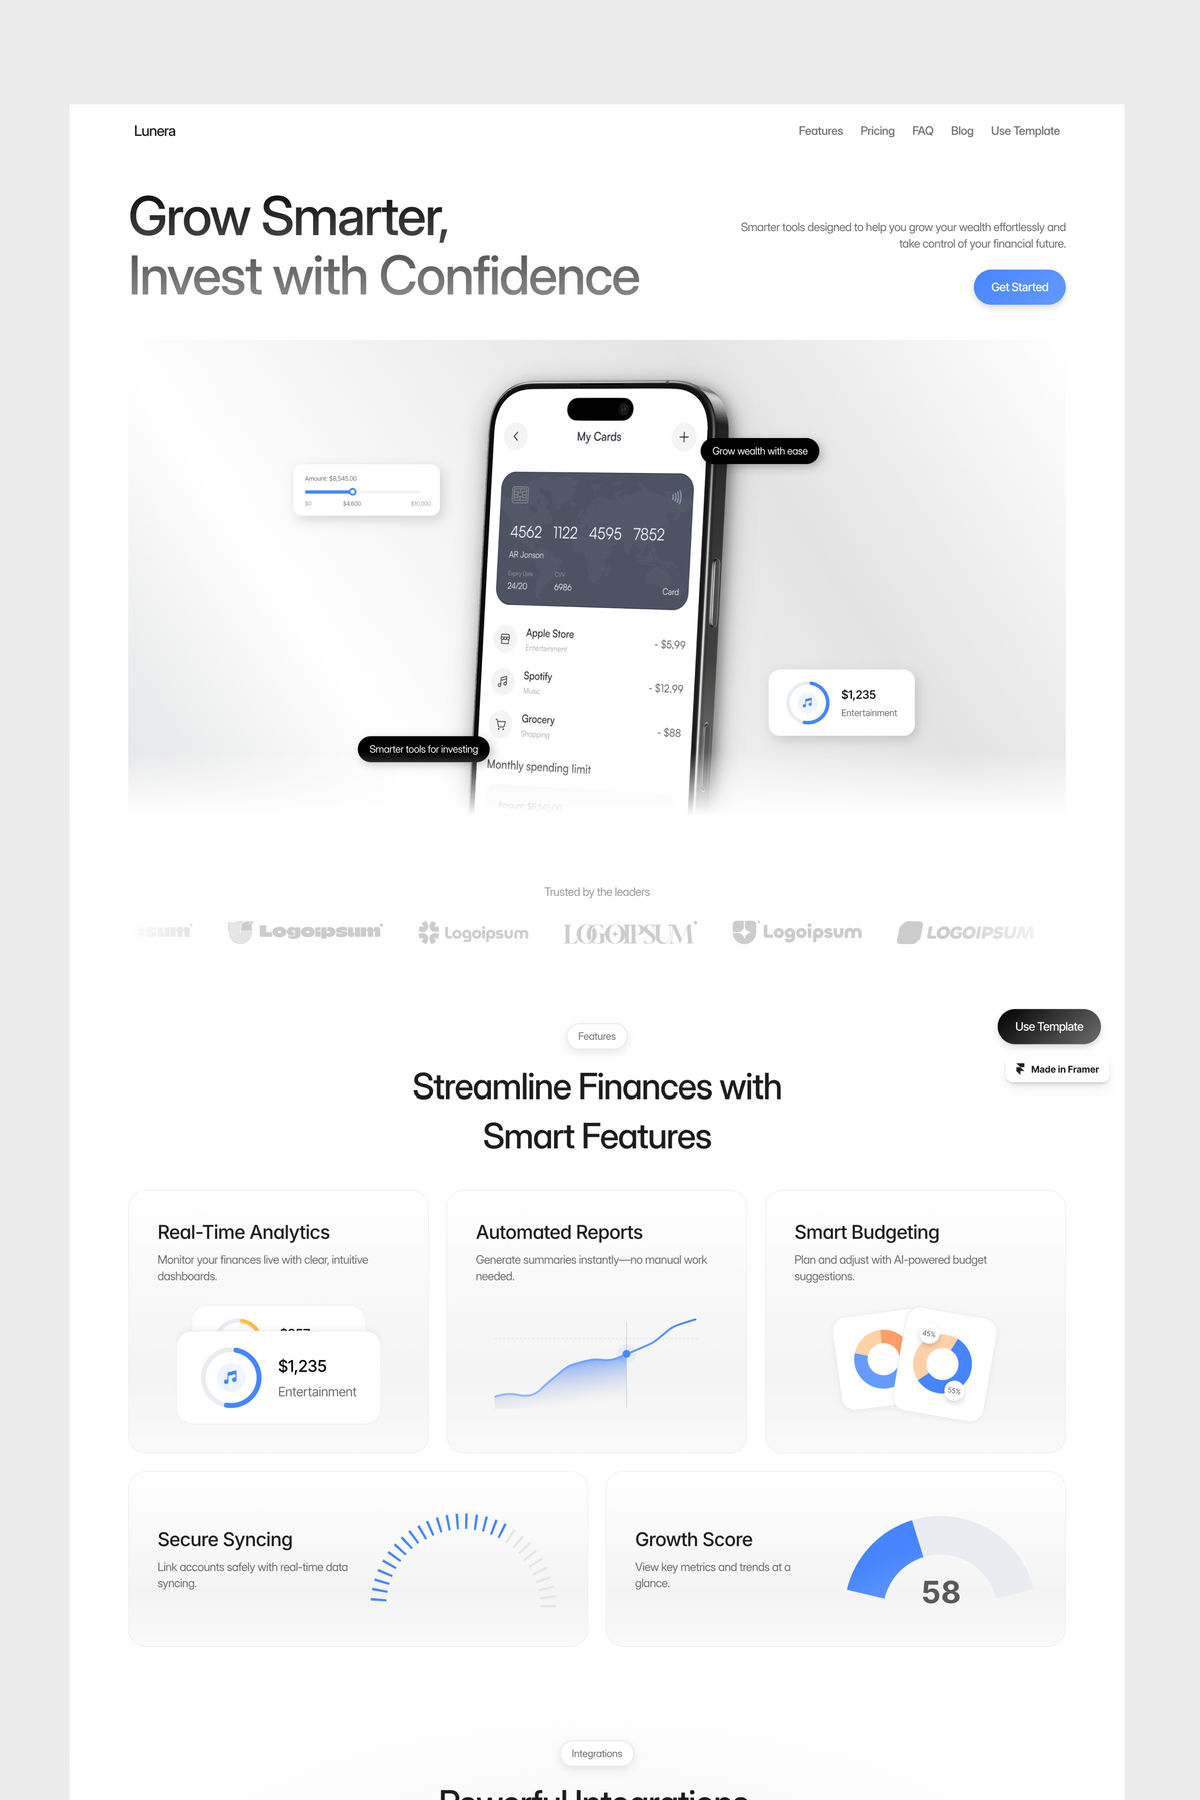 Lunera
Features Pricing FAQ Blog Use Template
Grow Smarter,
Invest with Confidence
Smarter tools designed to help you grow your wealth effortlessly and
take control of your financial future.
Get Started
My Cards
Grow wealth with ease
Amount: $8,545.00
$0 $4,600 $10,000
4562 1122 4595 7852
AR Jonson
Expiry Date CVV
24/20 6986
Card
Apple Store
Entertainment
- $5,99
Spotify
Music
- $12,99
Grocery
Shopping
- $88
$1,235
Entertainment
Smarter tools for investing
Monthly spending limit
Amount: $8,545.00
Trusted by the leaders
Logoipsum
Logoipsum
LOGOIPSUM
Logoipsum
LOGOIPSUM
Use Template
Made in Framer
Features
Streamline Finances with
Smart Features
Real-Time Analytics
Monitor your finances live with clear, intuitive
dashboards.
$1,235
Entertainment
Automated Reports
Generate summaries instantly—no manual work
needed.
Smart Budgeting
Plan and adjust with AI-powered budget
suggestions.
45%
55%
Secure Syncing
Link accounts safely with real-time data
syncing.
Growth Score
View key metrics and trends at a
glance.
58
Integrations
Powerful Integrations